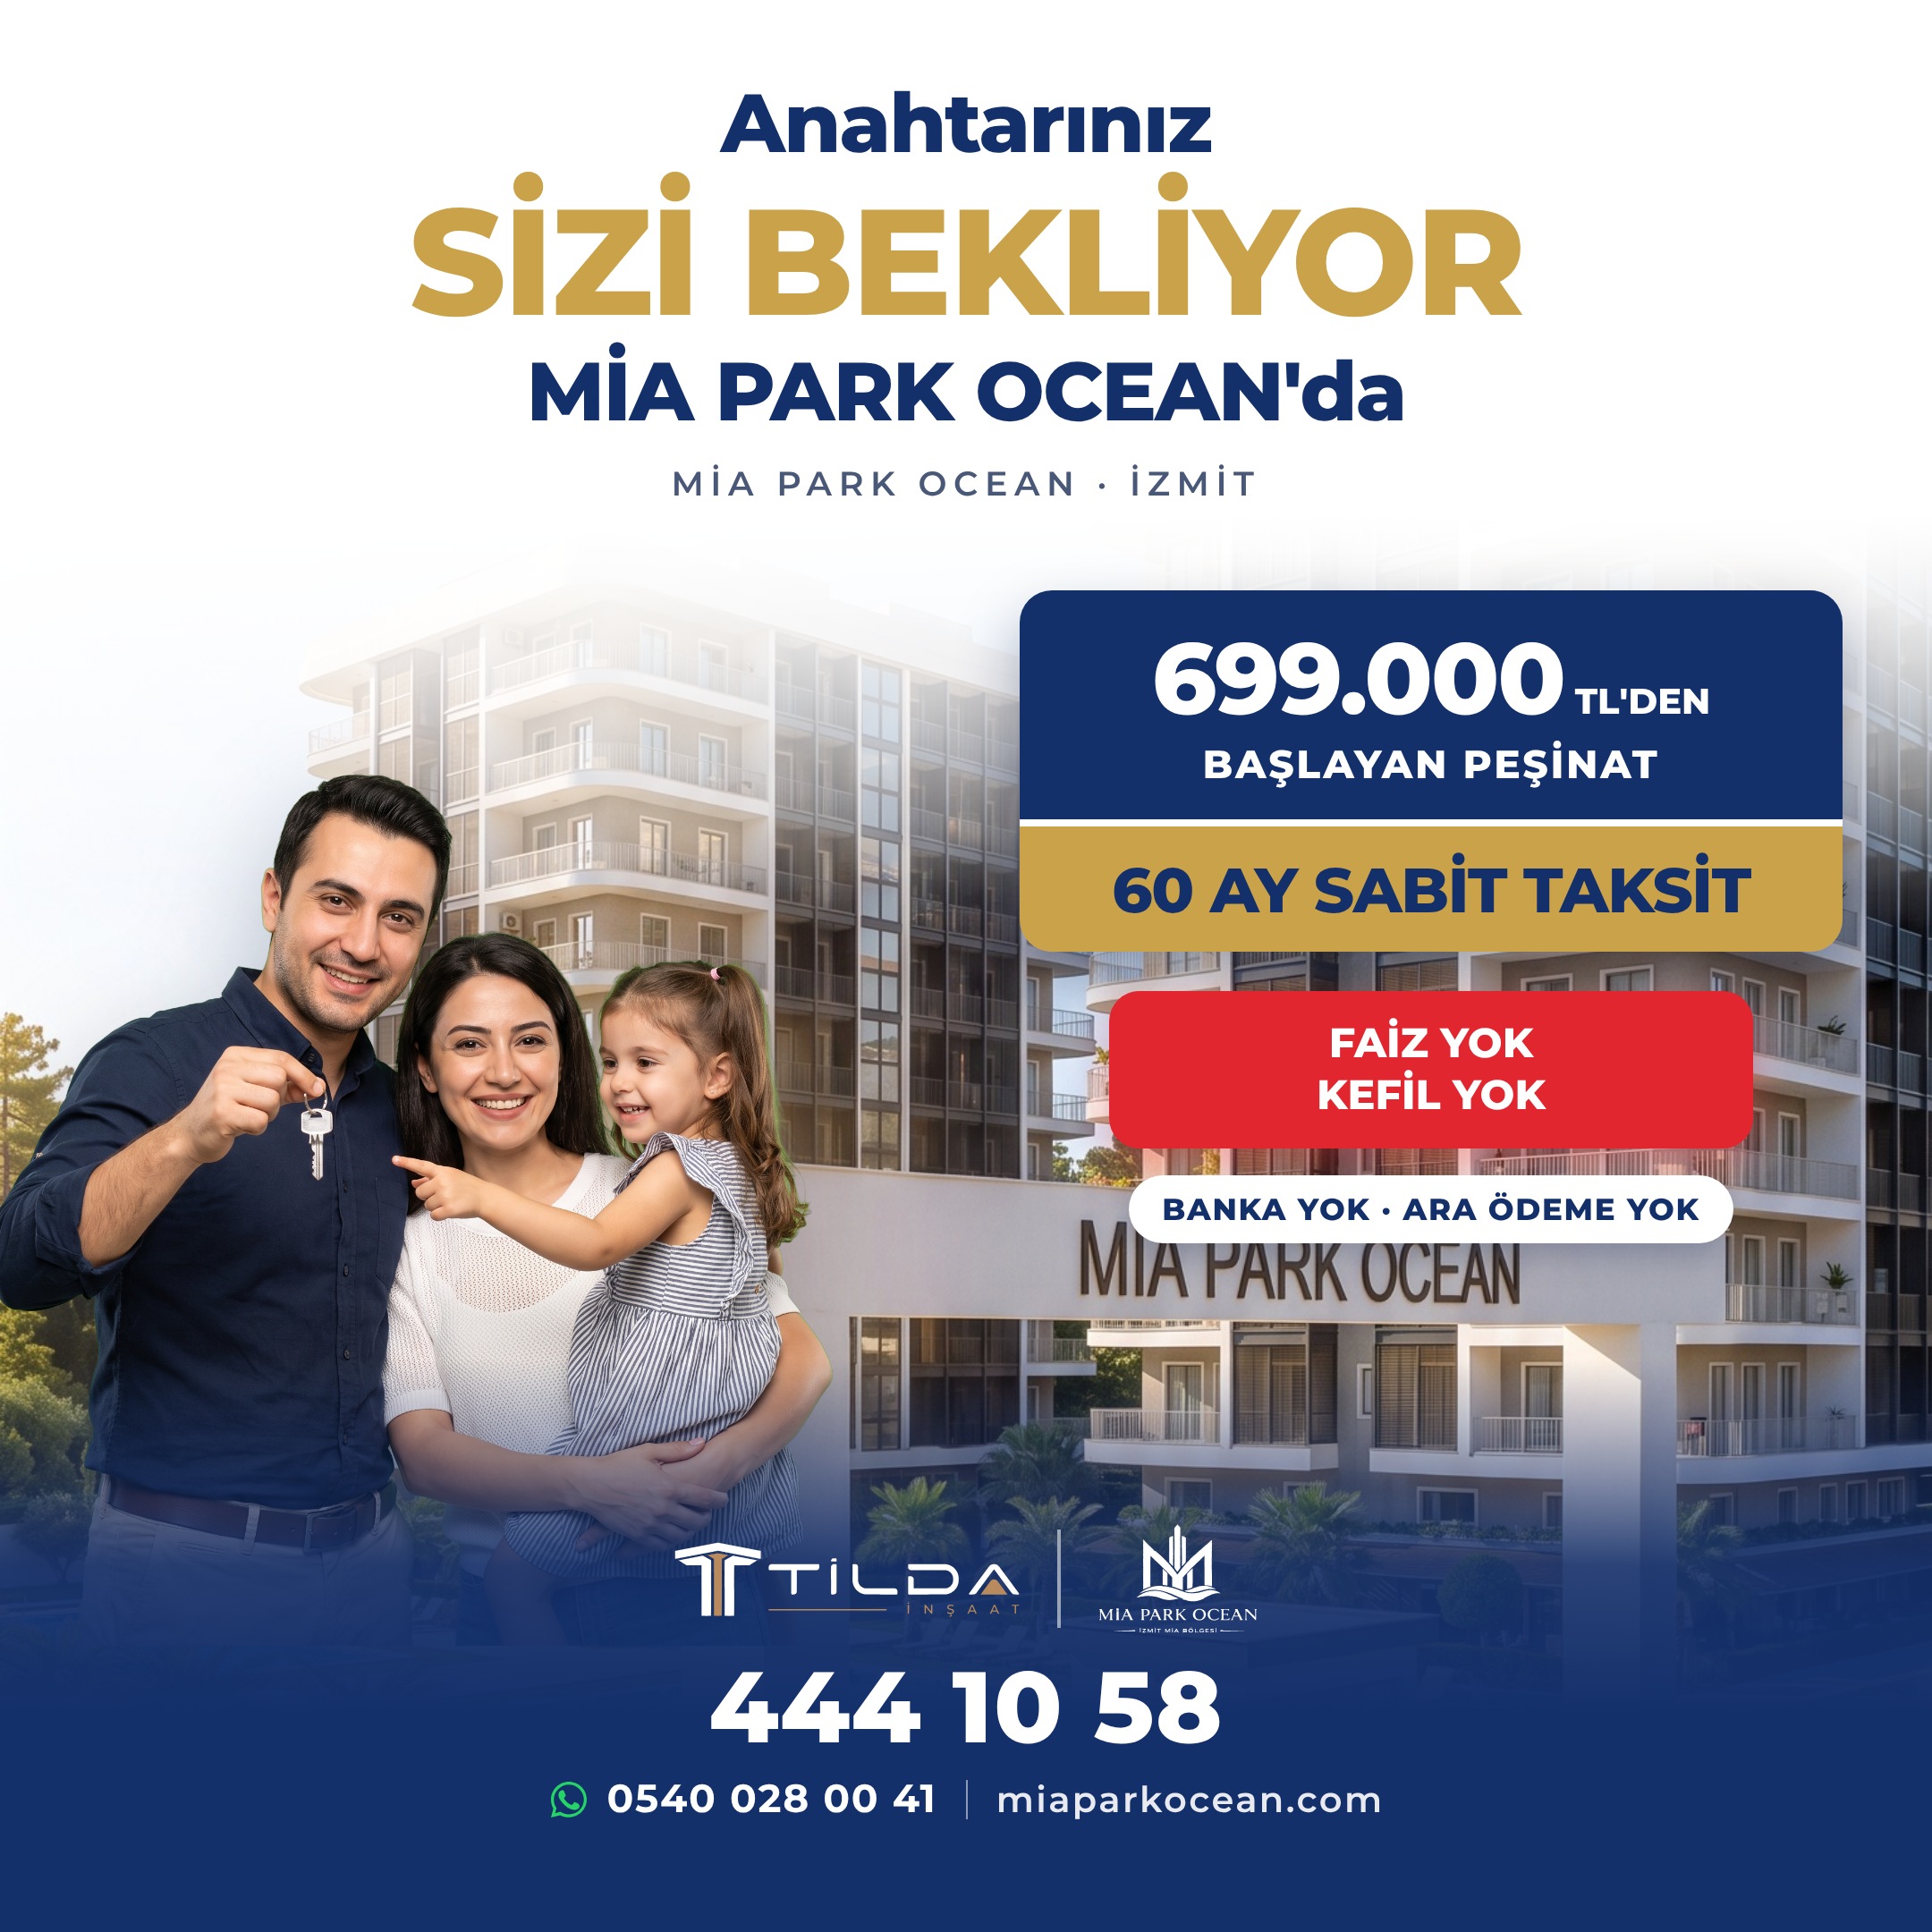 Anahtarınız
SİZİ BEKLİYOR
MİA PARK OCEAN'da
MİA PARK OCEAN · İZMİT
699.000 TL'DEN
BAŞLAYAN PEŞİNAT
60 AY SABİT TAKSİT
FAİZ YOK
KEFİL YOK
BANKA YOK · ARA ÖDEME YOK
MIA PARK OCEAN
TİLDA
İNŞAAT
MIA PARK OCEAN
İZMİT MİA BÖLGESİ
444 10 58
0540 028 00 41
miaparkocean.com